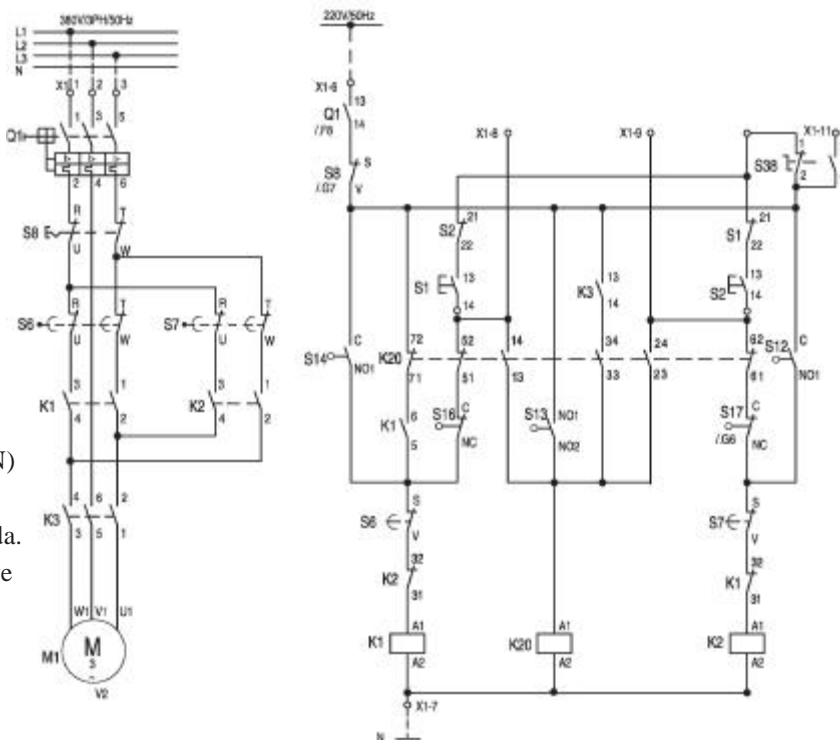 380V/3PH/50Hz
L1
L2
L3
N
X1 1 2 3
1 3 5
Q1
2 4 6
R T
S8
U W
R T R T
S6 S7
U W U W
3 1 3 1
K1 K2
4 2 4 2
N)
da.
e
4 6 2
K3
3 5 1
W1 V1 U1
M
3
~
M1
V2
220V/50Hz
X1-6
13
Q1
14
/.F8
S
S8
/.G7
V
X1-8 X1-9 X1-11
1
S38
2
21 21
S2 S1
22 22
13 13 13
S1 K3 S2
14 14 14
C 72 52 14 34 24 62 C
S14 K20 S12
NO1 71 51 13 33 23 61 NO1
6 C NO1 C
K1 S16 S13 S17
/.G6
5 NC NO2 NC
S S
S6 S7
V V
32 32
K2 K1
31 31
A1 A1 A1
K1 K20 K2
A2 A2 A2
X1-7
N